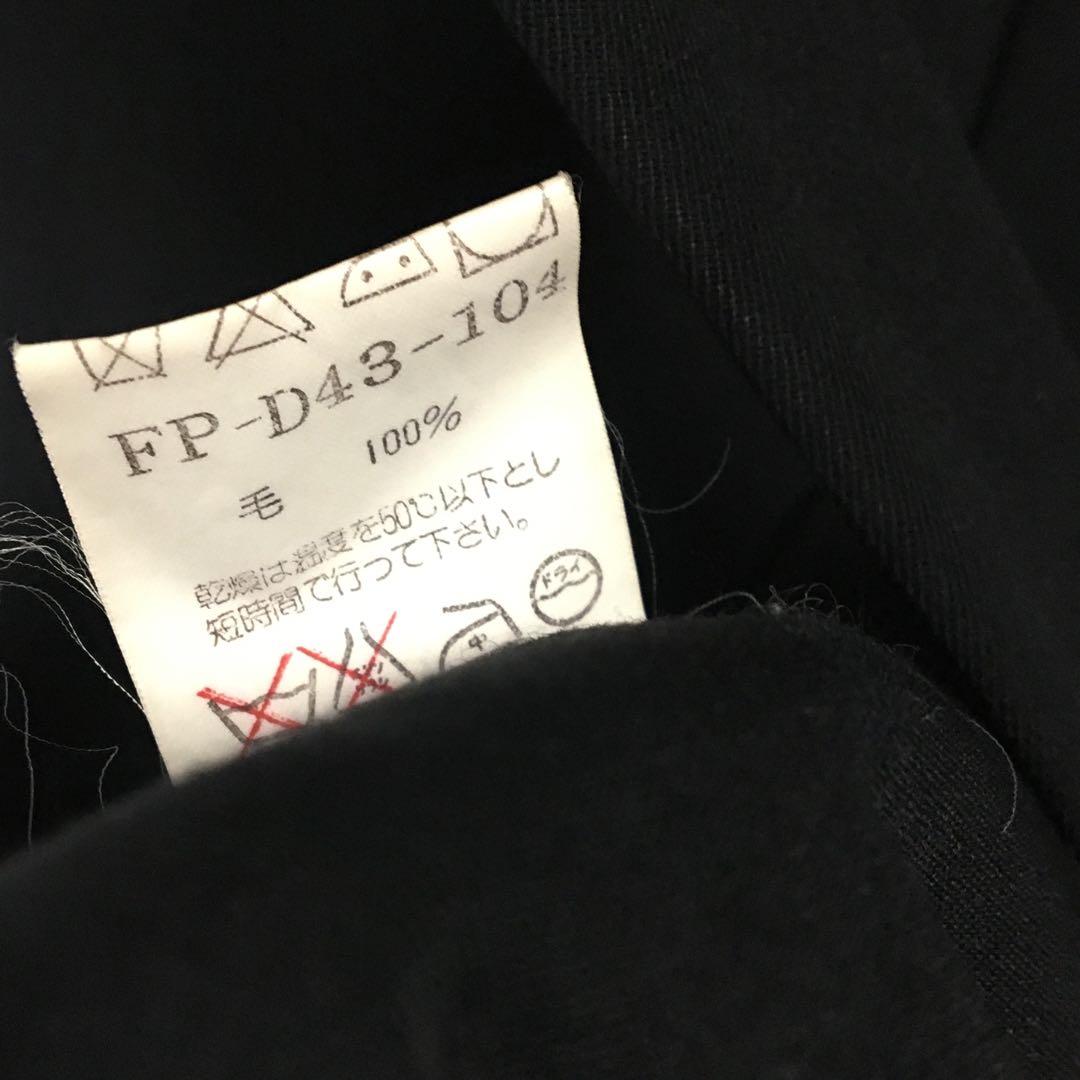 FP-D43-104
毛 100%
乾燥は温度を50℃以下とし
短時間で行って下さい。
ドライ
中